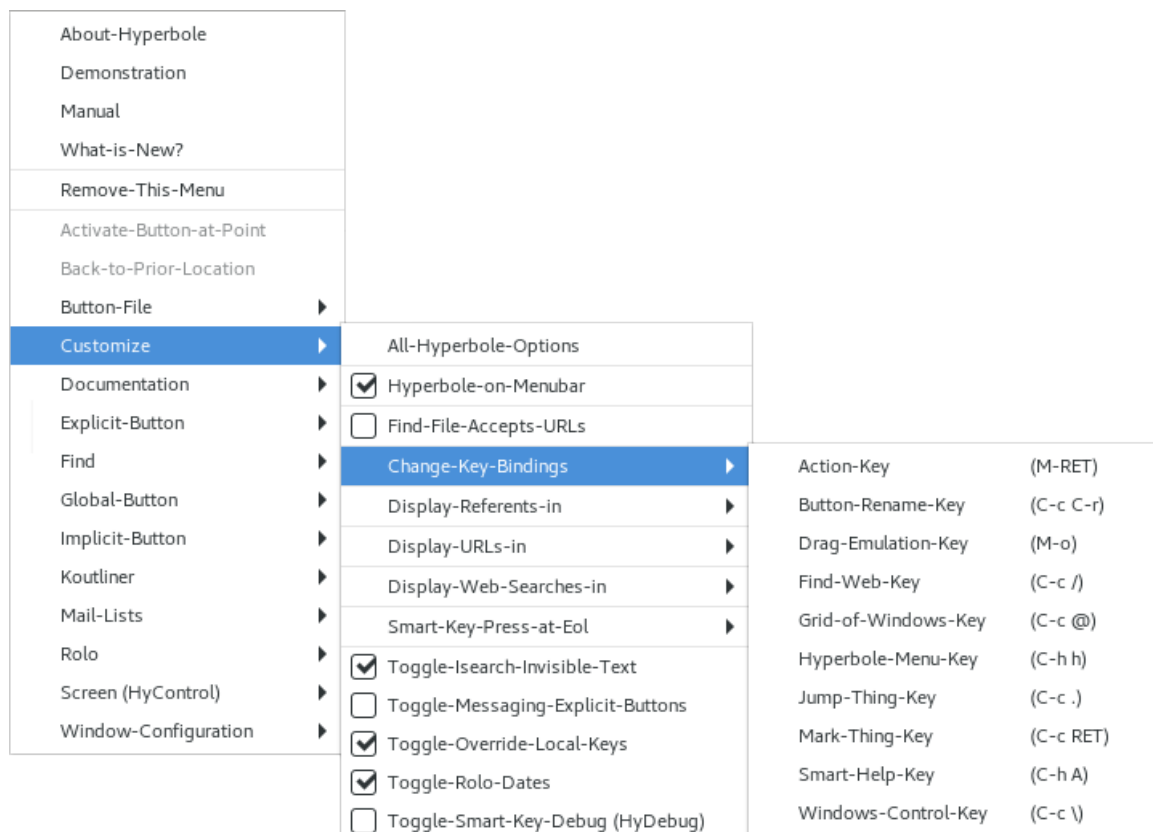 About-Hyperbole
Demonstration
Manual
What-is-New?
Remove-This-Menu
Activate-Button-at-Point
Back-to-Prior-Location
Button-File
Customize
Documentation
Explicit-Button
Find
Global-Button
Implicit-Button
Koutliner
Mail-Lists
Rolo
Screen (HyControl)
Window-Configuration
All-Hyperbole-Options
Hyperbole-on-Menubar
Find-File-Accepts-URLs
Change-Key-Bindings
Display-Referents-in
Display-URLs-in
Display-Web-Searches-in
Smart-Key-Press-at-Eol
Toggle-Isearch-Invisible-Text
Toggle-Messaging-Explicit-Buttons
Toggle-Override-Local-Keys
Toggle-Rolo-Dates
Toggle-Smart-Key-Debug (HyDebug)
Action-Key (M-RET)
Button-Rename-Key (C-c C-r)
Drag-Emulation-Key (M-o)
Find-Web-Key (C-c /)
Grid-of-Windows-Key (C-c @)
Hyperbole-Menu-Key (C-h h)
Jump-Thing-Key (C-c .)
Mark-Thing-Key (C-c RET)
Smart-Help-Key (C-h A)
Windows-Control-Key (C-c \)